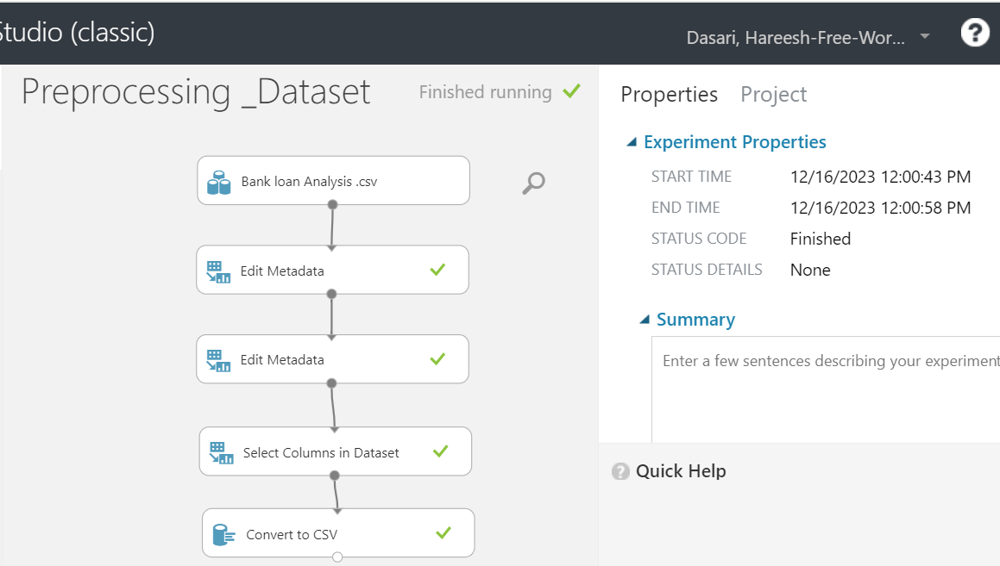 Studio (classic)
Dasari, Hareesh-Free-Wor...
?
Preprocessing _Dataset
Finished running
Bank loan Analysis .csv
Edit Metadata
Edit Metadata
Select Columns in Dataset
Convert to CSV
Properties Project
Experiment Properties
START TIME 12/16/2023 12:00:43 PM
END TIME 12/16/2023 12:00:58 PM
STATUS CODE Finished
STATUS DETAILS None
Summary
Enter a few sentences describing your experiment
? Quick Help